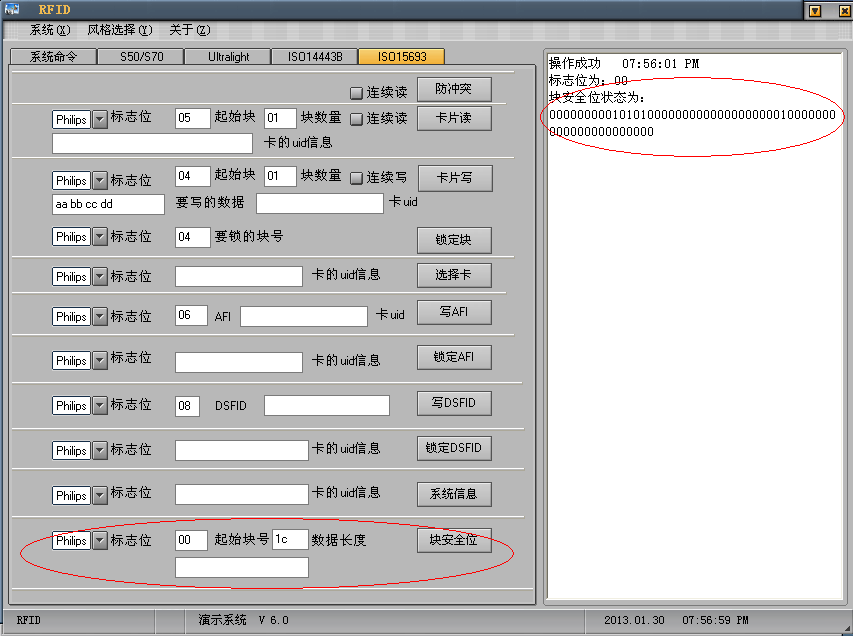 RFID
系统(X) 风格选择(Y) 关于(Z)
系统命令 S50/S70 Ultralight ISO14443B ISO15693
连续读 防冲突
Philips 标志位 05 起始块 01 块数量 连续读 卡片读
卡的uid信息
Philips 标志位 04 起始块 01 块数量 连续写 卡片写
aa bb cc dd 要写的数据 卡uid
Philips 标志位 04 要锁的块号 锁定块
Philips 标志位 卡的uid信息 选择卡
Philips 标志位 06 AFI 卡uid 写AFI
Philips 标志位 卡的uid信息 锁定AFI
Philips 标志位 08 DSFID 写DSFID
Philips 标志位 卡的uid信息 锁定DSFID
Philips 标志位 卡的uid信息 系统信息
Philips 标志位 00 起始块号 1c 数据长度 块安全位
操作成功 07:56:01 PM
标志位为: 00
块安全位状态为:
00000000010101000000000000000000010000000
000000000000000
RFID 演示系统 V 6.0 2013.01.30 07:56:59 PM